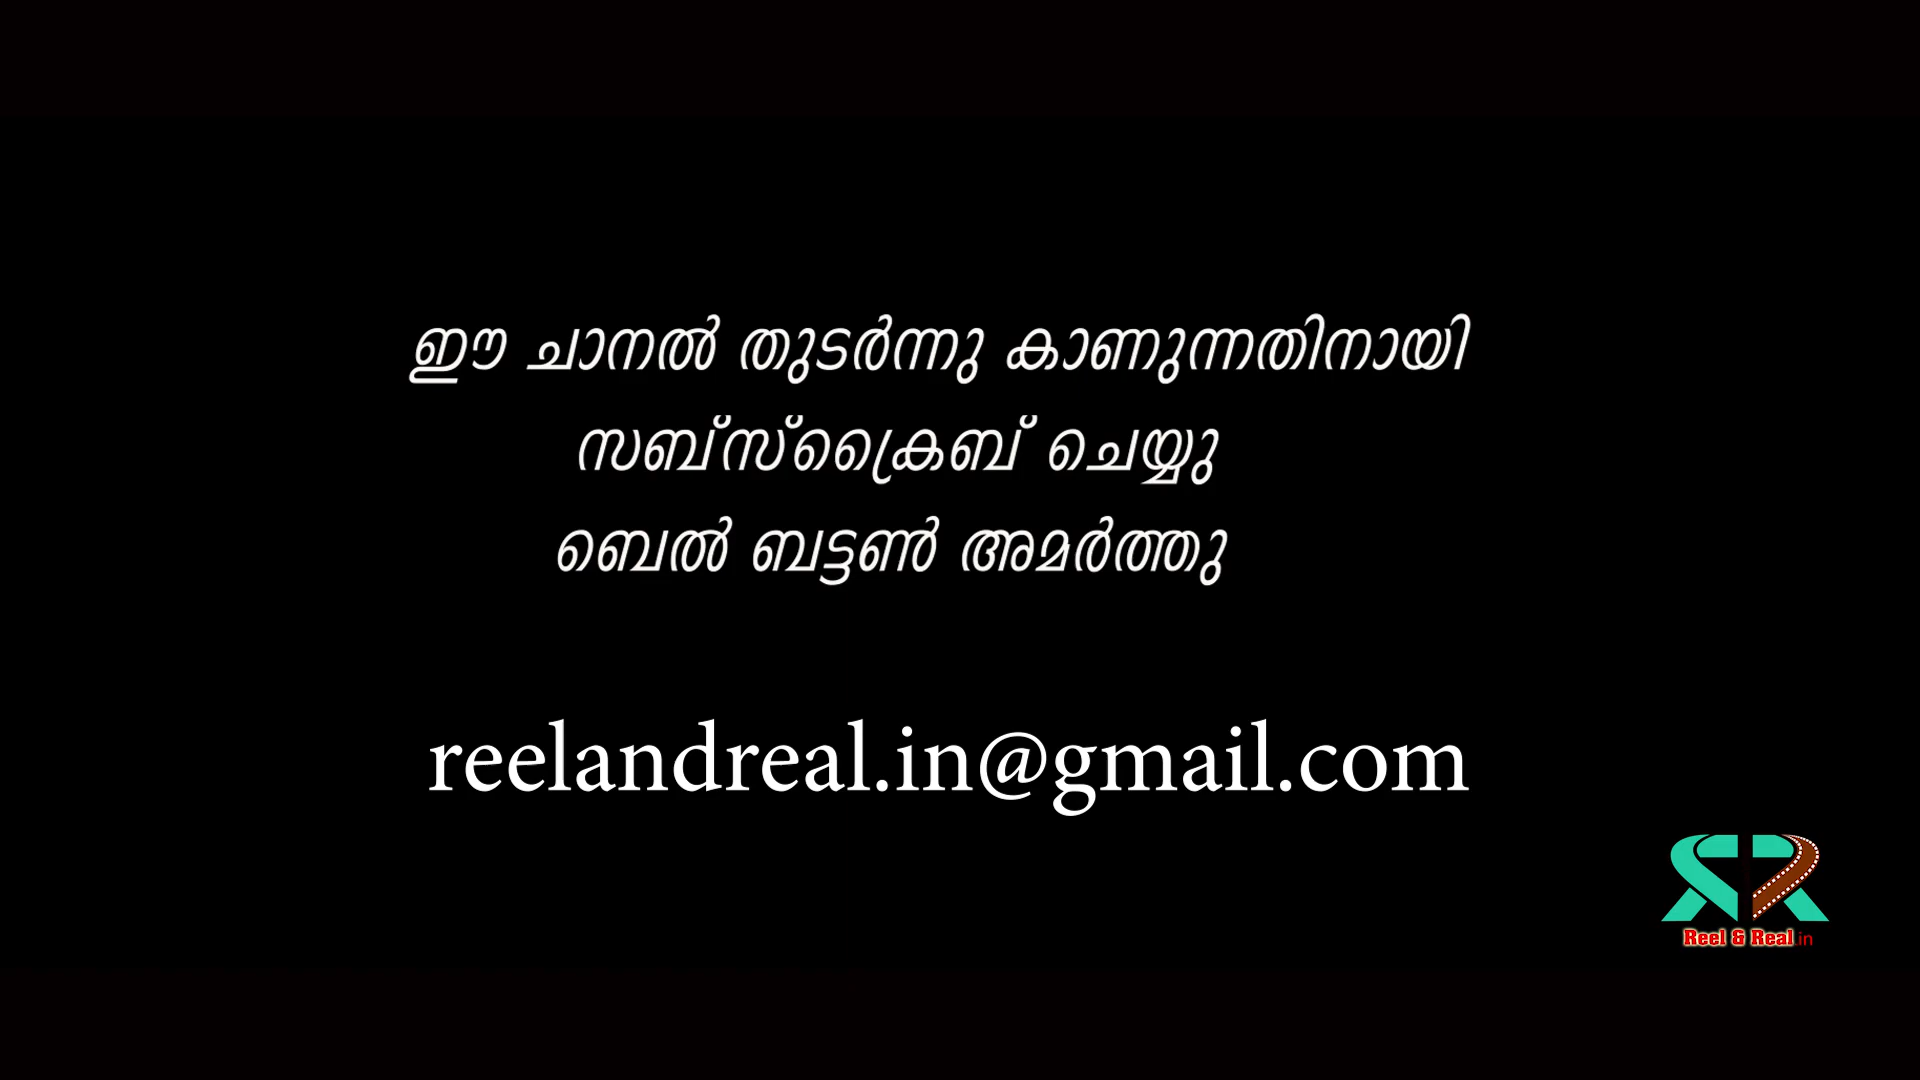 ഈ ചാനൽ തുടർന്നു കാണുന്നതിനായി
സബ്സ്ക്രൈബ് ചെയ്യു
ബെൽ ബട്ടൺ അമർത്തു
reelandreal.in@gmail.com
Reel & Real.in